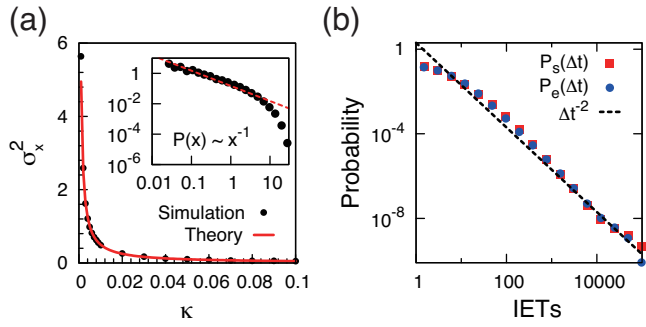 (a)
6
4
2
0
σ²ₓ
0
0.02
0.04
0.06
0.08
0.1
κ
1
10⁻²
10⁻⁴
10⁻⁶
0.01
0.1
1
10
P(x) ~ x⁻¹
Simulation
Theory
(b)
1
10⁻⁴
10⁻⁸
Probability
1
100
10000
IETs
Pₛ(Δt)
Pₑ(Δt)
Δt⁻²